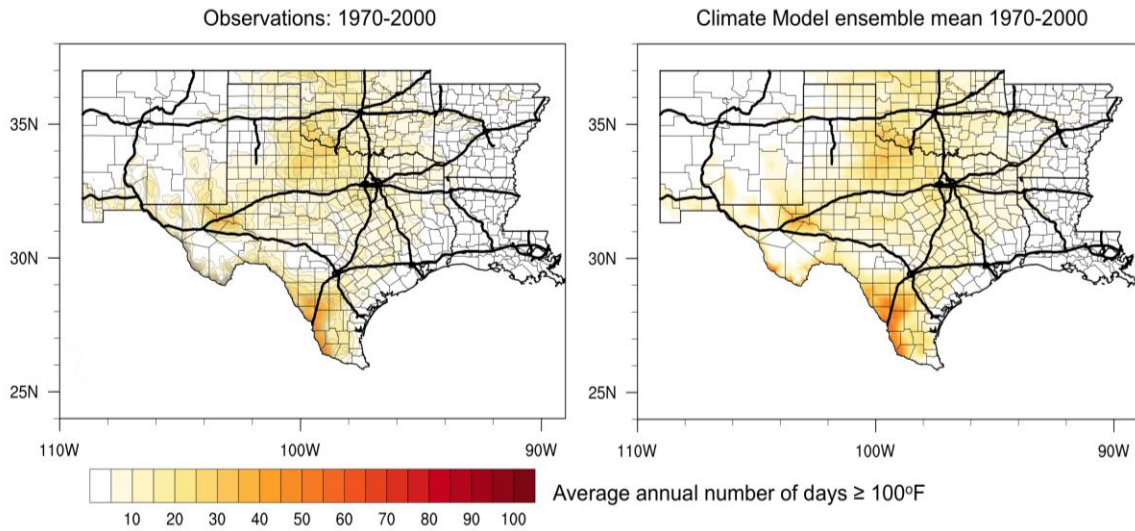 Observations: 1970-2000
Climate Model ensemble mean 1970-2000
35N
30N
25N
110W
100W
90W
35N
30N
25N
110W
100W
90W
10 20 30 40 50 60 70 80 90 100
Average annual number of days ≥ 100°F